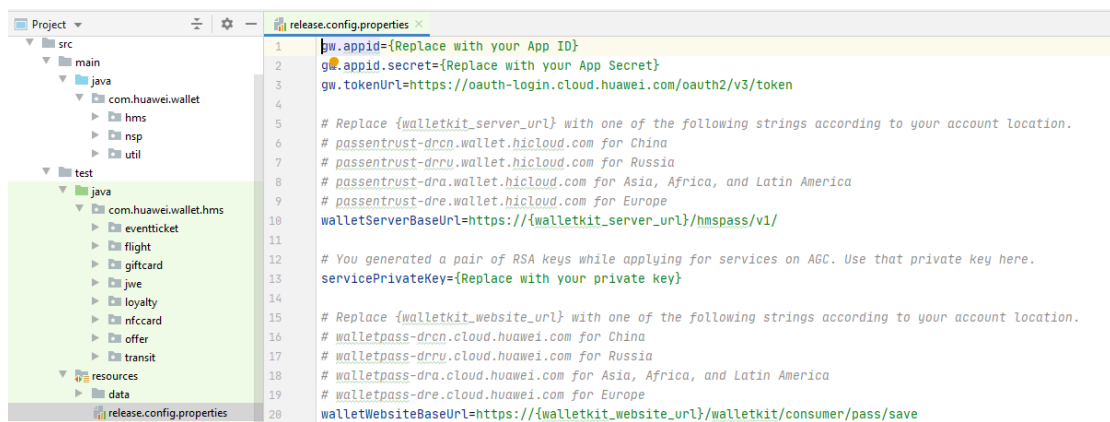 Project
release.config.properties
src
main
java
com.huawei.wallet
hms
nsp
util
test
java
com.huawei.wallet.hms
eventticket
flight
giftcard
jwe
loyalty
nfccard
offer
transit
resources
data
release.config.properties
1 gw.appid={Replace with your App ID}
2 gw.appid.secret={Replace with your App Secret}
3 gw.tokenUrl=https://oauth-login.cloud.huawei.com/oauth2/v3/token
4
5 # Replace {walletkit_server_url} with one of the following strings according to your account location.
6 # passentrust-drcn.wallet.hicloud.com for China
7 # passentrust-drru.wallet.hicloud.com for Russia
8 # passentrust-dra.wallet.hicloud.com for Asia, Africa, and Latin America
9 # passentrust-dre.wallet.hicloud.com for Europe
10 walletServerBaseUrl=https://{walletkit_server_url}/hmspass/v1/
11
12 # You generated a pair of RSA keys while applying for services on AGC. Use that private key here.
13 servicePrivateKey={Replace with your private key}
14
15 # Replace {walletkit_website_url} with one of the following strings according to your account location.
16 # walletpass-drcn.cloud.huawei.com for China
17 # walletpass-drru.cloud.huawei.com for Russia
18 # walletpass-dra.cloud.huawei.com for Asia, Africa, and Latin America
19 # walletpass-dre.cloud.huawei.com for Europe
20 walletWebsiteBaseUrl=https://{walletkit_website_url}/walletkit/consumer/pass/save